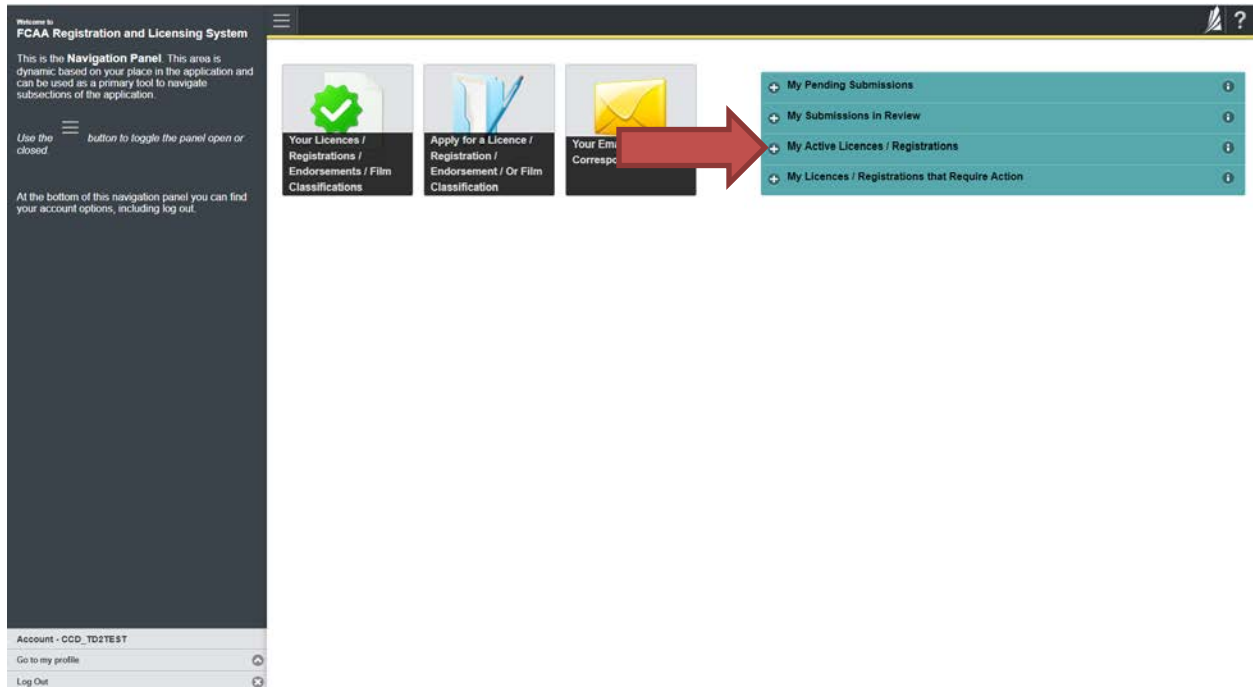 Welcome to
FCAA Registration and Licensing System
This is the Navigation Panel. This area is
dynamic based on your place in the application and
can be used as a primary tool to navigate
subsections of the application.
Use the button to toggle the panel open or
closed.
At the bottom of this navigation panel you can find
your account options, including log out.
Account - CCD_TD2TEST
Go to my profile
Log Out
?
Your Licences /
Registrations /
Endorsements / Film
Classifications
Apply for a Licence /
Registration /
Endorsement / Or Film
Classification
Your
My Pending Submissions
My Submissions in Review
My Active Licences / Registrations
My Licences / Registrations that Require Action